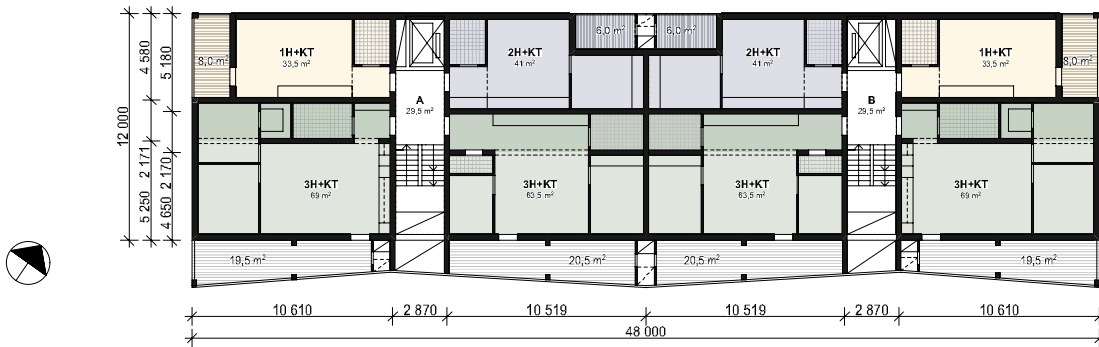 8,0 m²
1H+KT
33,5 m²
2H+KT
41 m²
6,0 m²
6,0 m²
2H+KT
41 m²
1H+KT
33,5 m²
8,0 m²
A
29,5 m²
B
29,5 m²
3H+KT
69 m²
3H+KT
63,5 m²
3H+KT
63,5 m²
3H+KT
69 m²
19,5 m²
20,5 m²
20,5 m²
19,5 m²
12 000
4 580
5 180
2 171
2 170
5 250
4 650
10 610
2 870
10 519
10 519
2 870
10 610
48 000